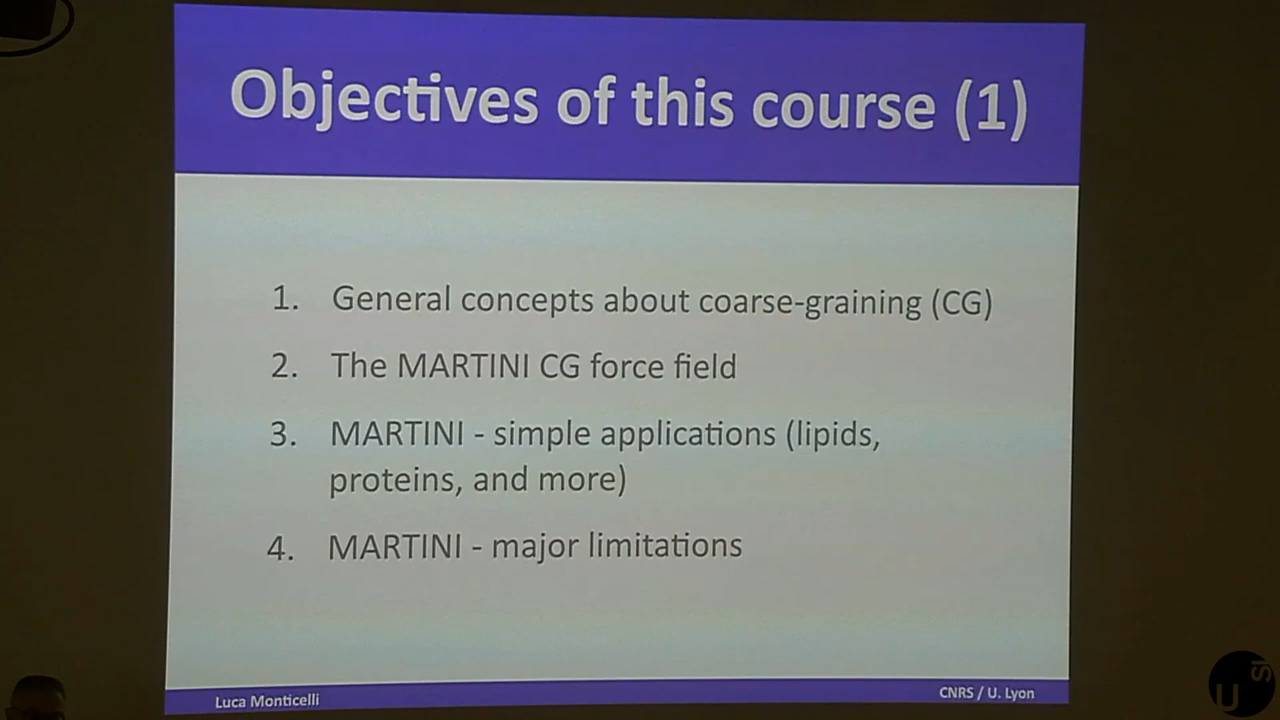 Objectives of this course (1)
1. General concepts about coarse-graining (CG)
2. The MARTINI CG force field
3. MARTINI - simple applications (lipids,
proteins, and more)
4. MARTINI - major limitations
Luca Monticelli
CNRS / U. Lyon
U
SI